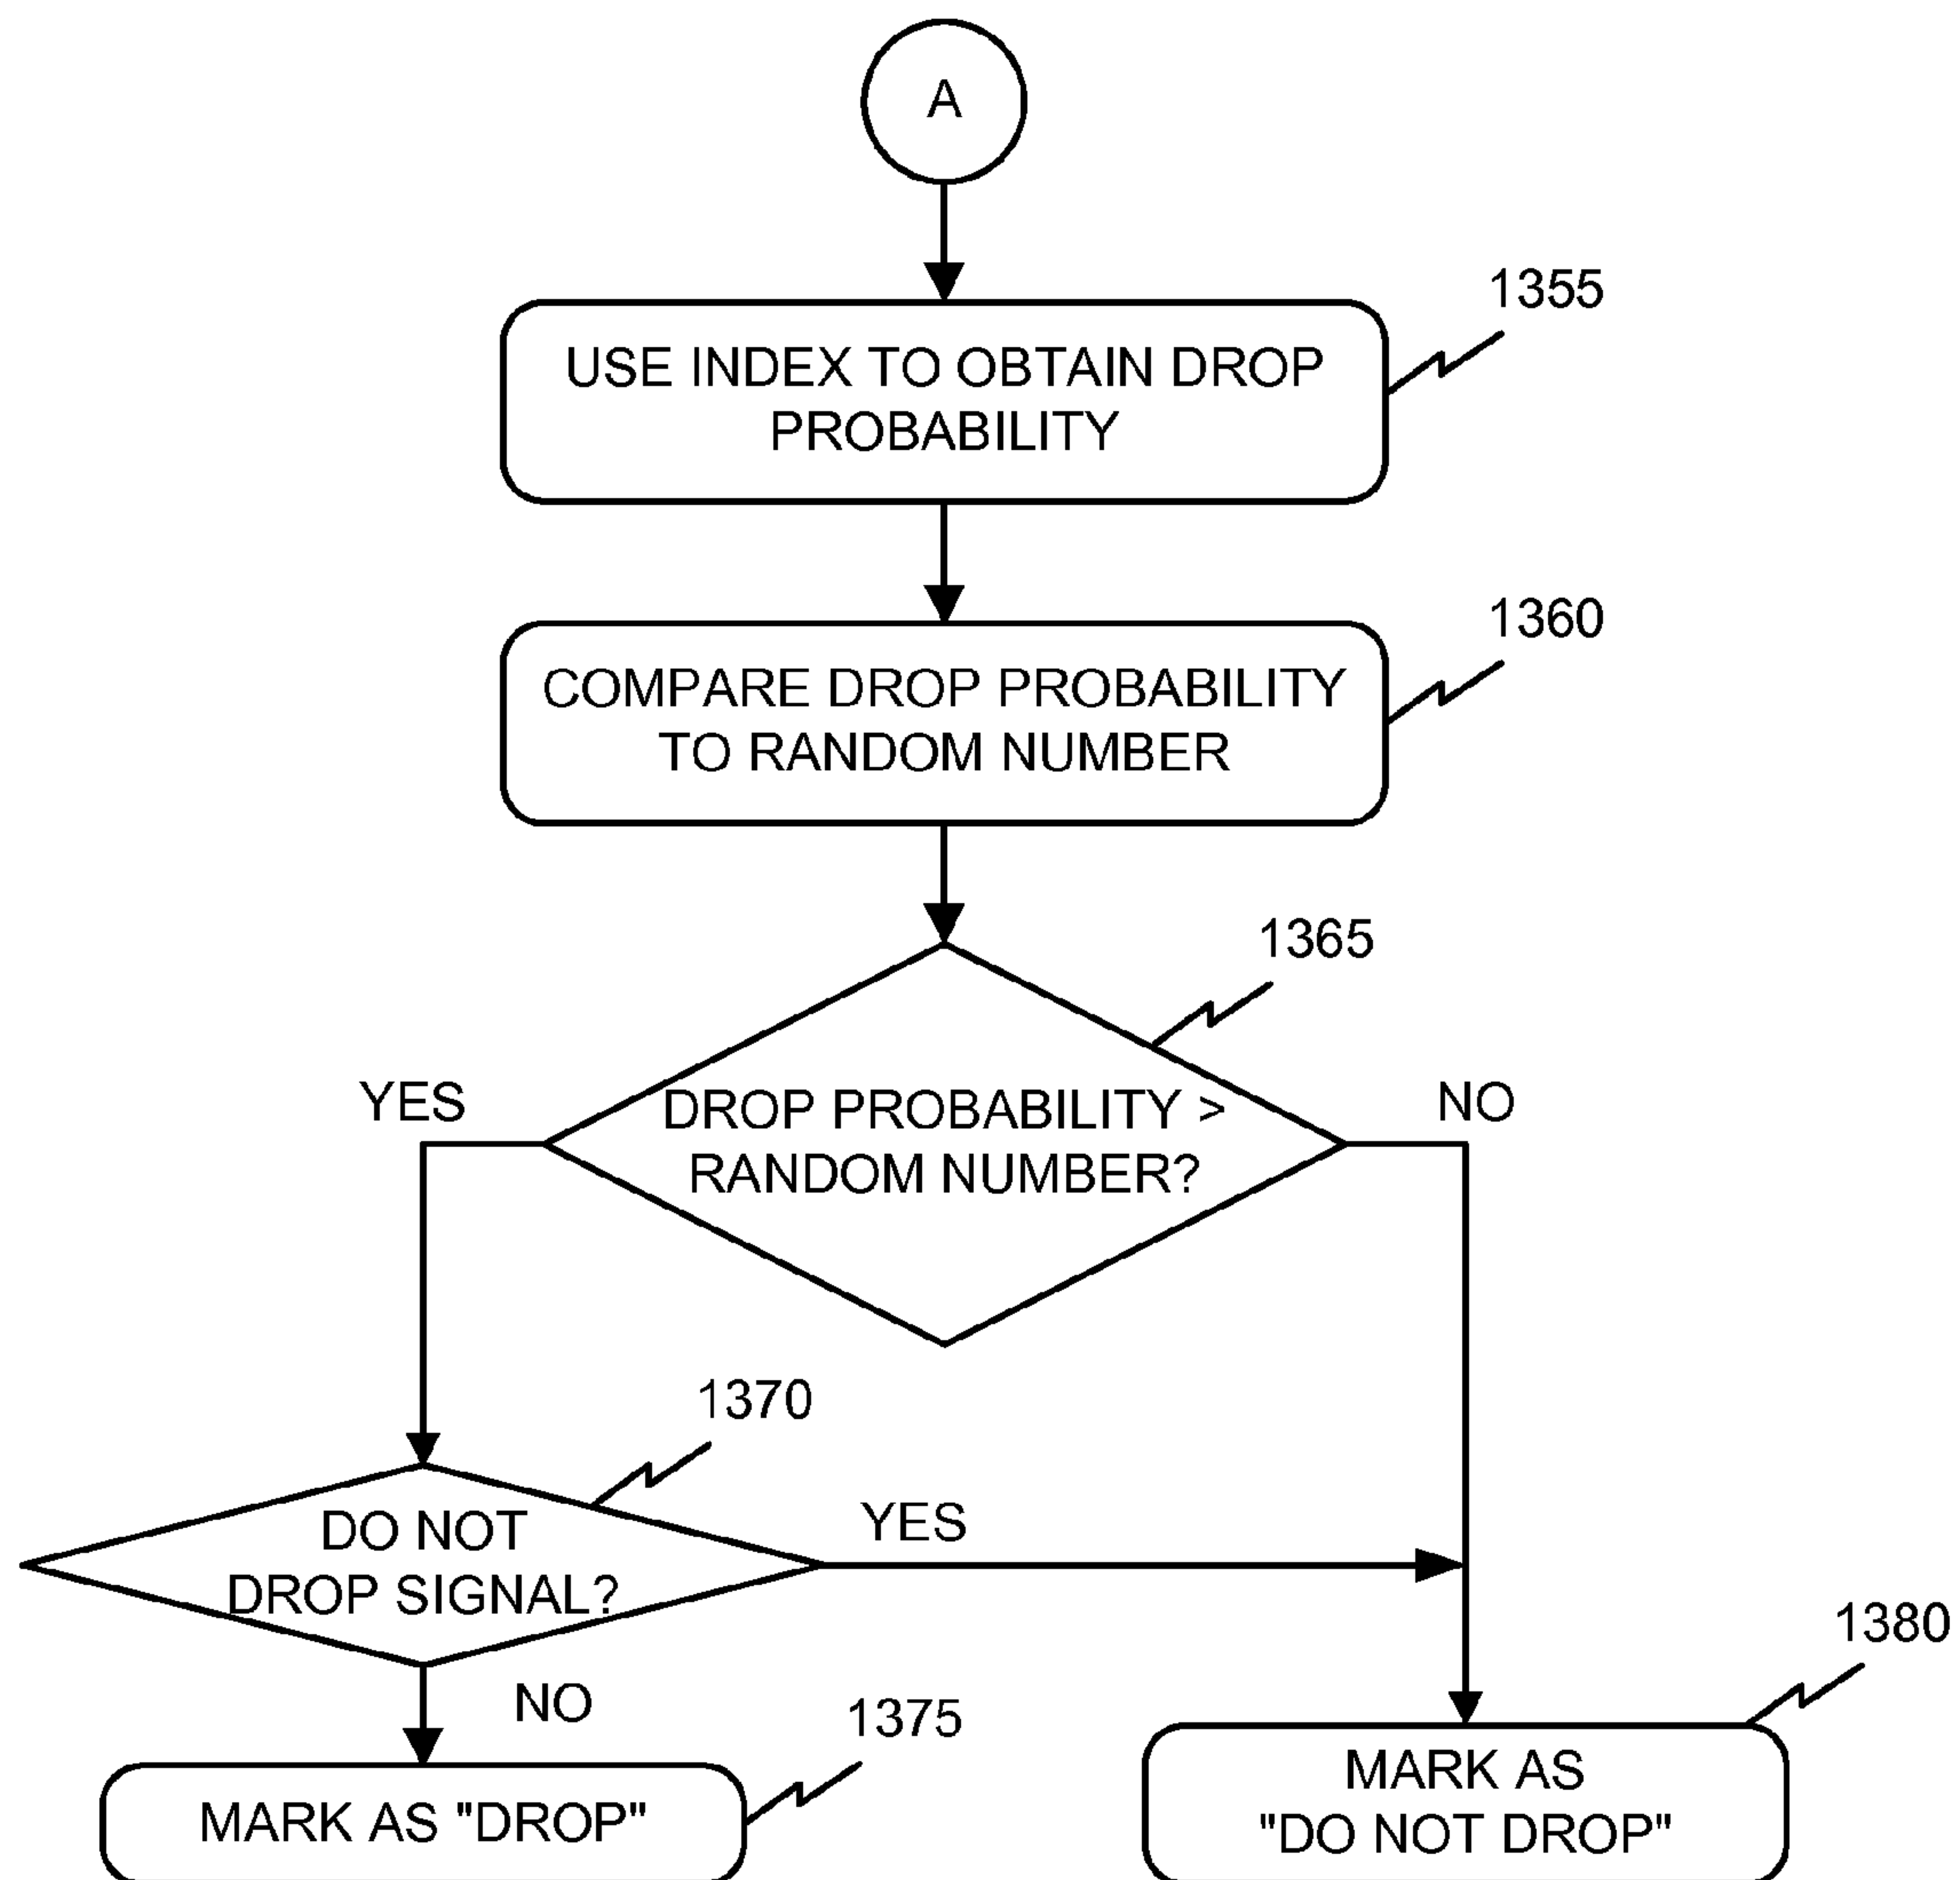 A
1355
USE INDEX TO OBTAIN DROP
PROBABILITY
1360
COMPARE DROP PROBABILITY
TO RANDOM NUMBER
1365
YES
DROP PROBABILITY >
RANDOM NUMBER?
NO
1370
DO NOT
DROP SIGNAL?
YES
NO
1375
MARK AS "DROP"
1380
MARK AS
"DO NOT DROP"